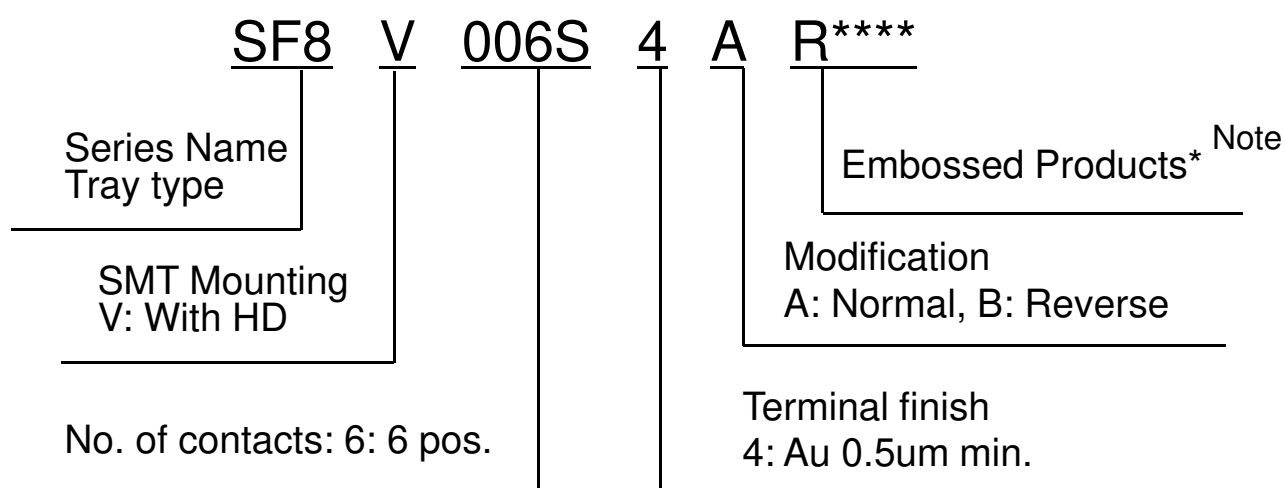 SF8 V 006S 4 A R****
Series Name
Tray type
Embossed Products* Note
SMT Mounting
V: With HD
Modification
A: Normal, B: Reverse
No. of contacts: 6: 6 pos.
Terminal finish
4: Au 0.5um min.